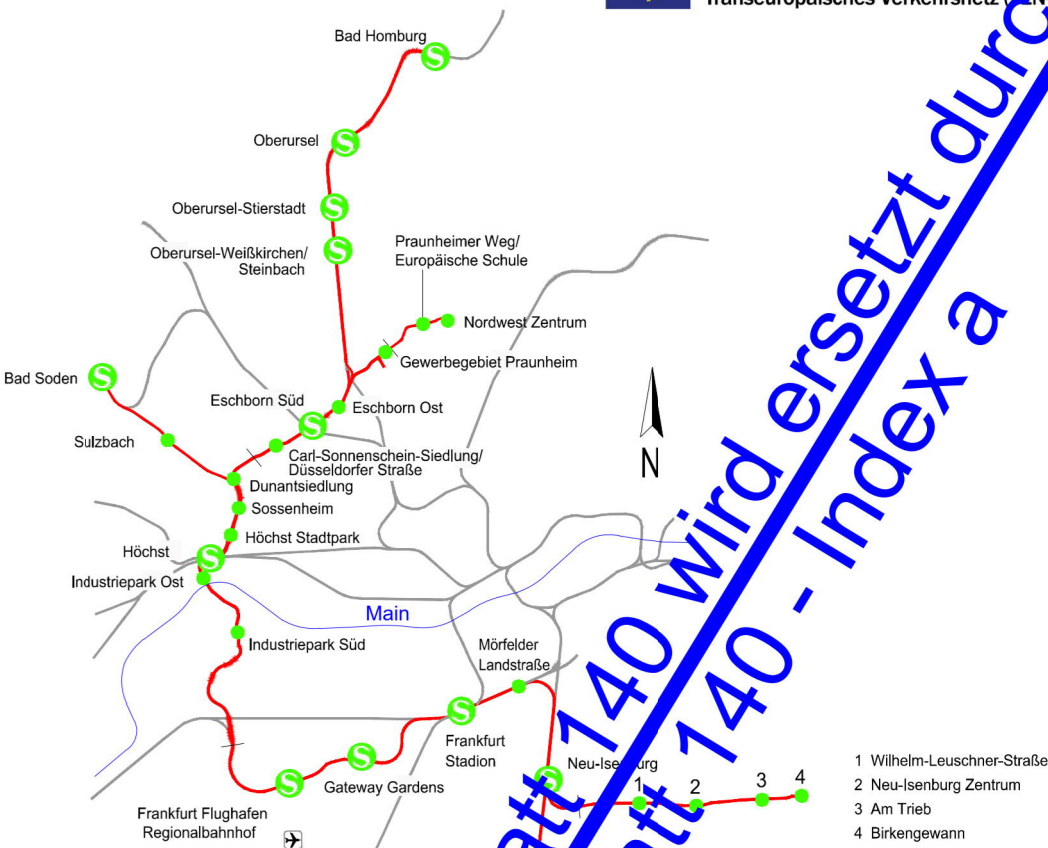 Transeuropäisches Verkehrsnetz
Bad Homburg
Oberursel
Oberursel-Stierstadt
Oberursel-Weißkirchen/
Steinbach
Praunheimer Weg/
Europäische Schule
Nordwest Zentrum
Gewerbegebiet Praunheim
Bad Soden
Eschborn Süd
Eschborn Ost
Sulzbach
Carl-Sonnenschein-Siedlung/
Düsseldorfer Straße
Dunantsiedlung
Sossenheim
N
Höchst
Höchst Stadtpark
Industriepark Ost
Main
Industriepark Süd
Mörfelder
Landstraße
Frankfurt
Stadion
Neu-Isenburg
Gateway Gardens
Frankfurt Flughafen
Regionalbahnhof
1
2
3
4
1 Wilhelm-Leuschner-Straße
2 Neu-Isenburg Zentrum
3 Am Trieb
4 Birkengewann
140 wird ersetzt
140 - Index a